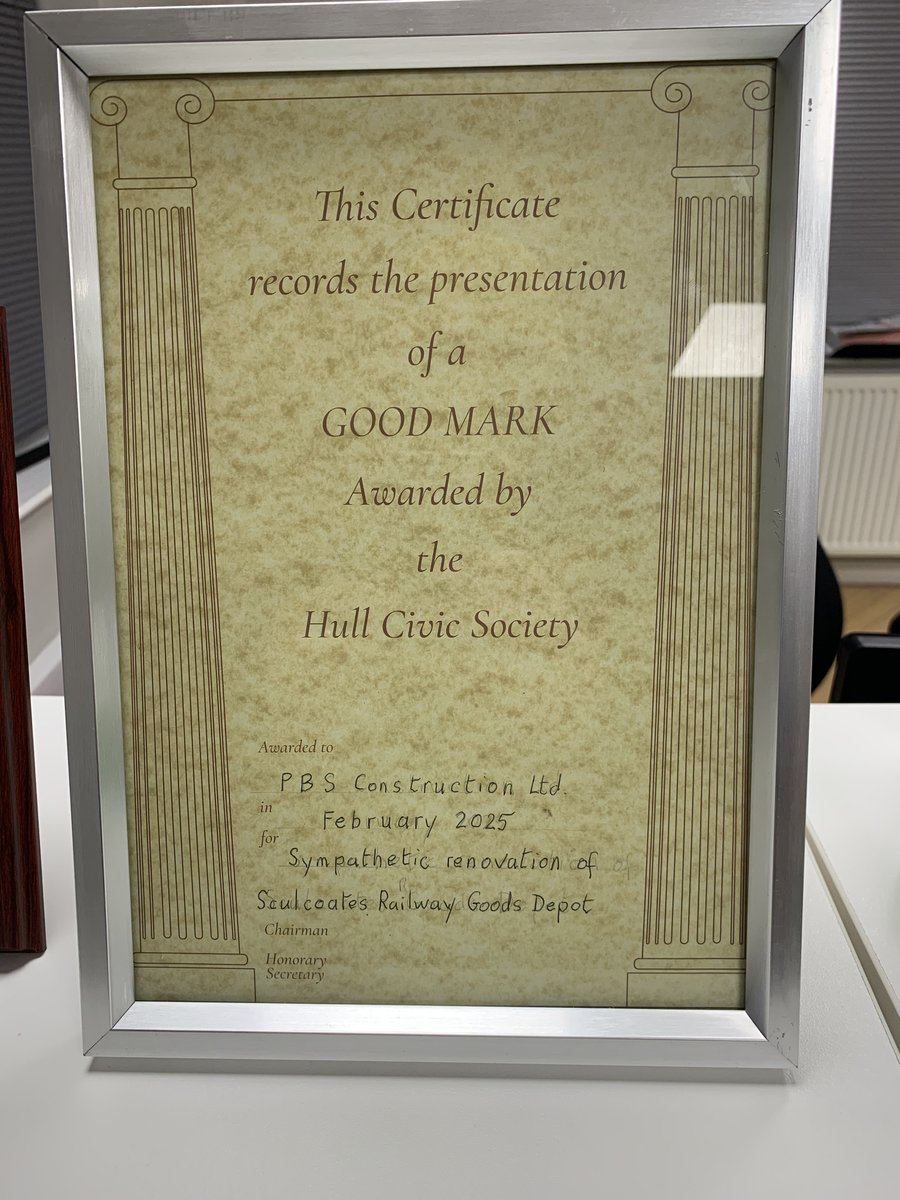 This Certificate
records the presentation
of a
GOOD MARK
Awarded by
the
Hull Civic Society
Awarded to
PBS Construction Ltd.
in
February 2025
for
Sympathetic renovation of
Sculcoates Railway Goods Depot
Chairman
Honorary
Secretary